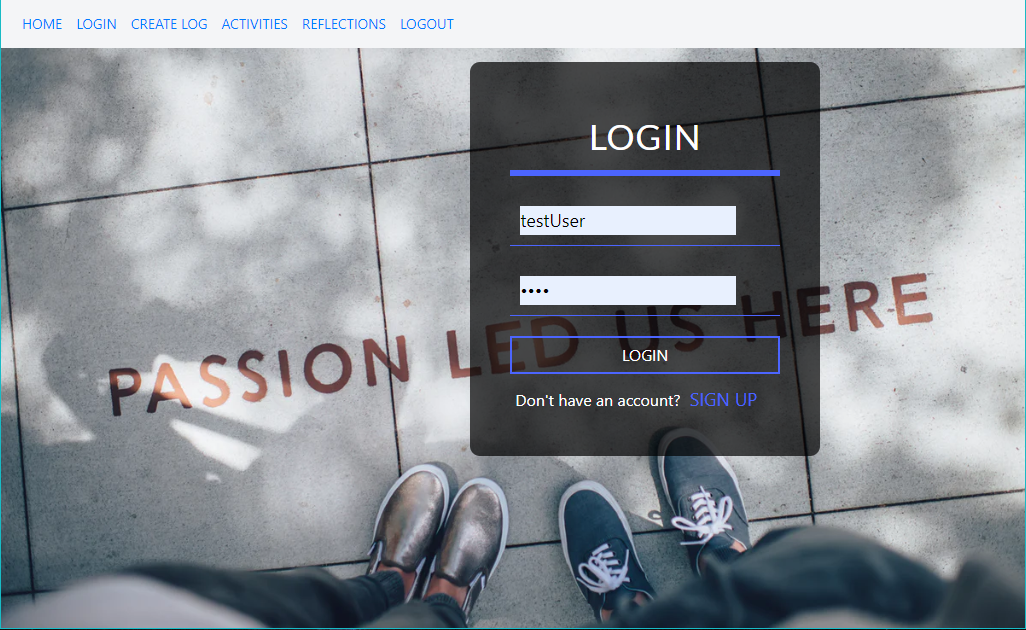 HOME LOGIN CREATE LOG ACTIVITIES REFLECTIONS LOGOUT
LOGIN
testUser
••••
PASSION LED US HERE
LOGIN
Don't have an account? SIGN UP